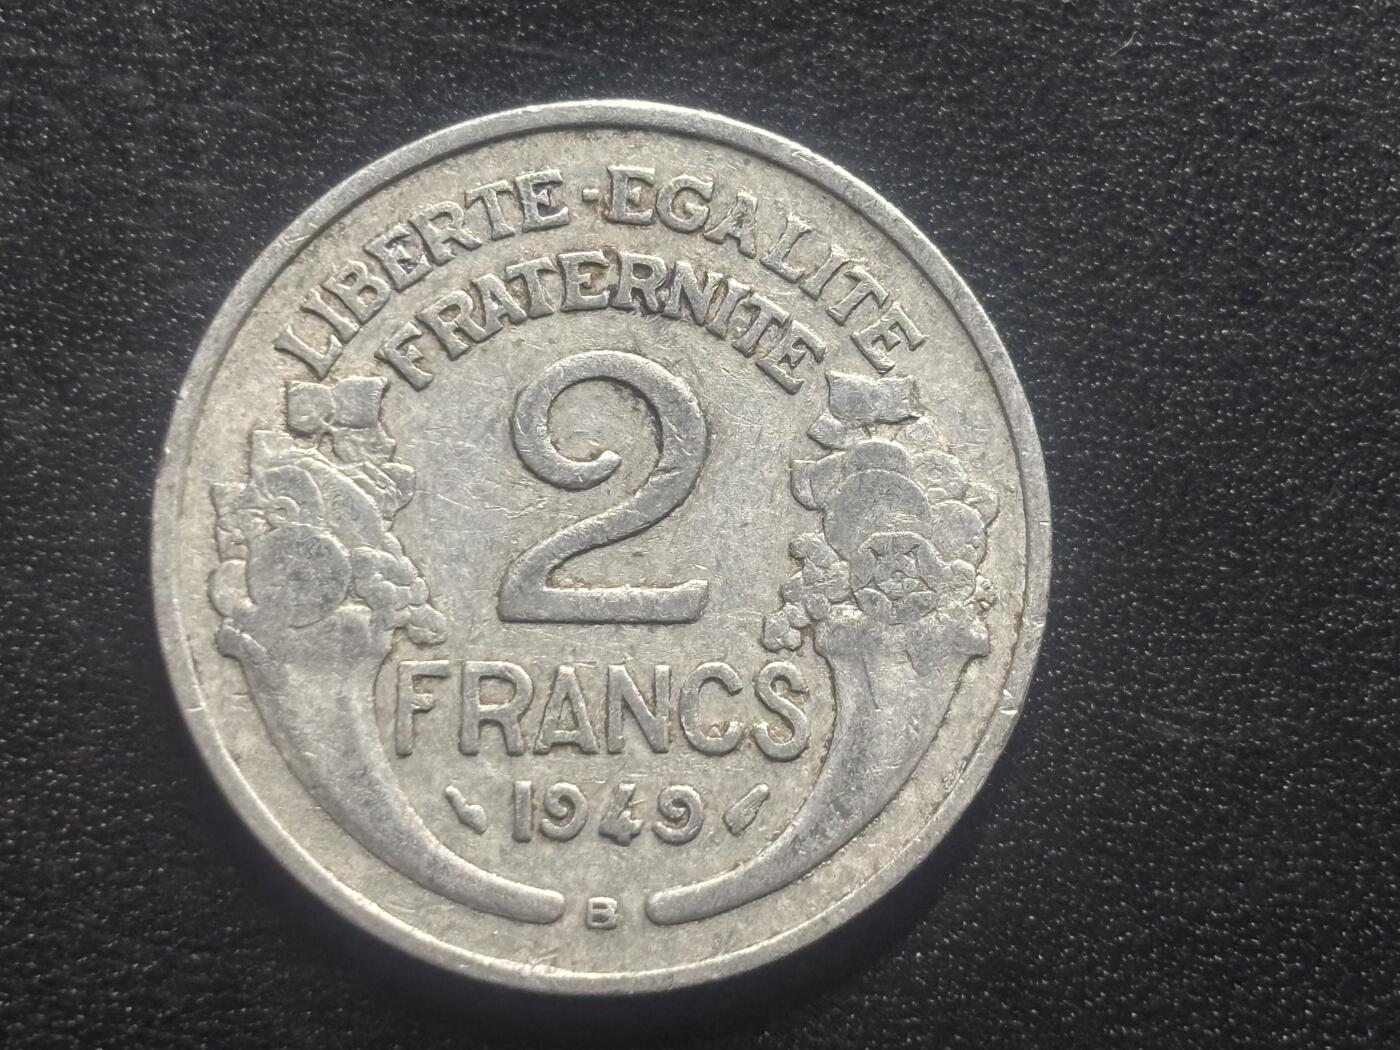 LIBERTE·EGALITE
FRATERNITE
2
FRANCS
1949
B